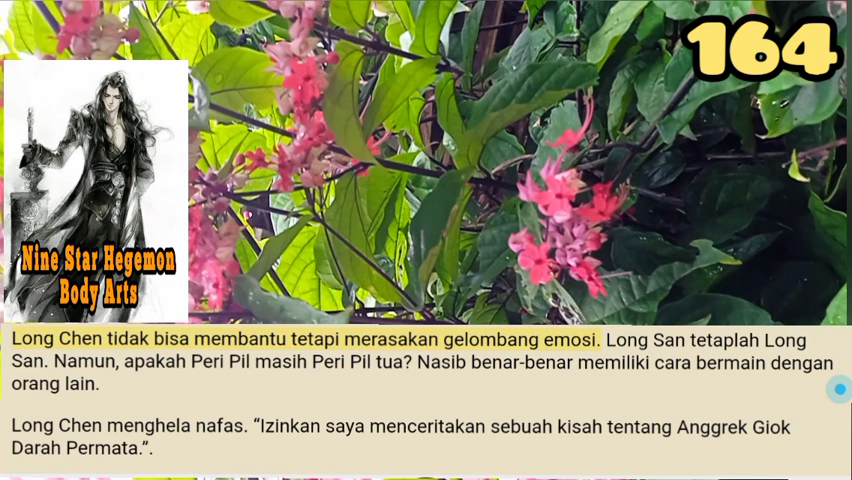 164
Nine Star Hegemon
Body Arts
Long Chen tidak bisa membantu tetapi merasakan gelombang emosi. Long San tetaplah Long
San. Namun, apakah Peri Pil masih Peri Pil tua? Nasib benar-benar memiliki cara bermain dengan
orang lain.
Long Chen menghela nafas. “Izinkan saya menceritakan sebuah kisah tentang Anggrek Giok
Darah Permata.”.